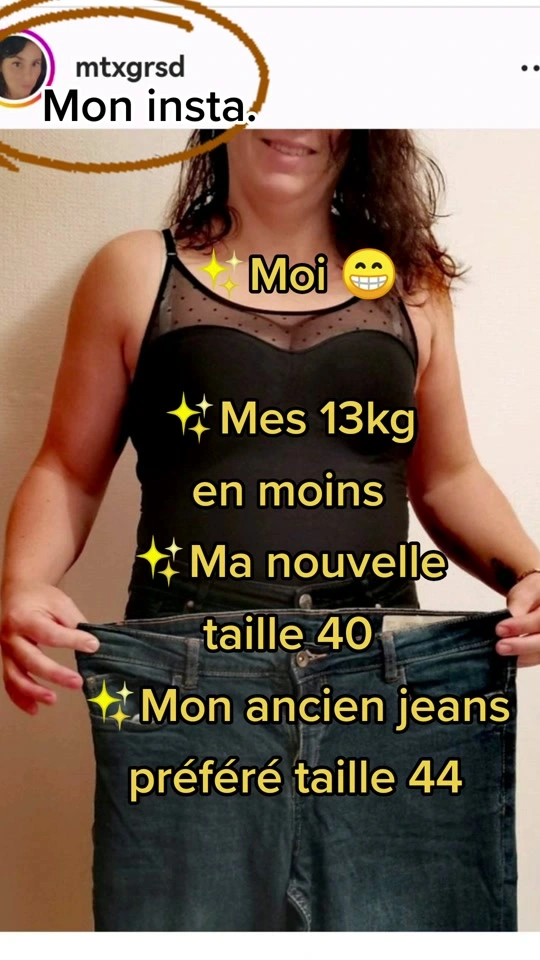 mtxgrsd
Mon insta.
✨Moi 😁
✨Mes 13kg
en moins
✨Ma nouvelle
taille 40
✨Mon ancien jeans
préféré taille 44